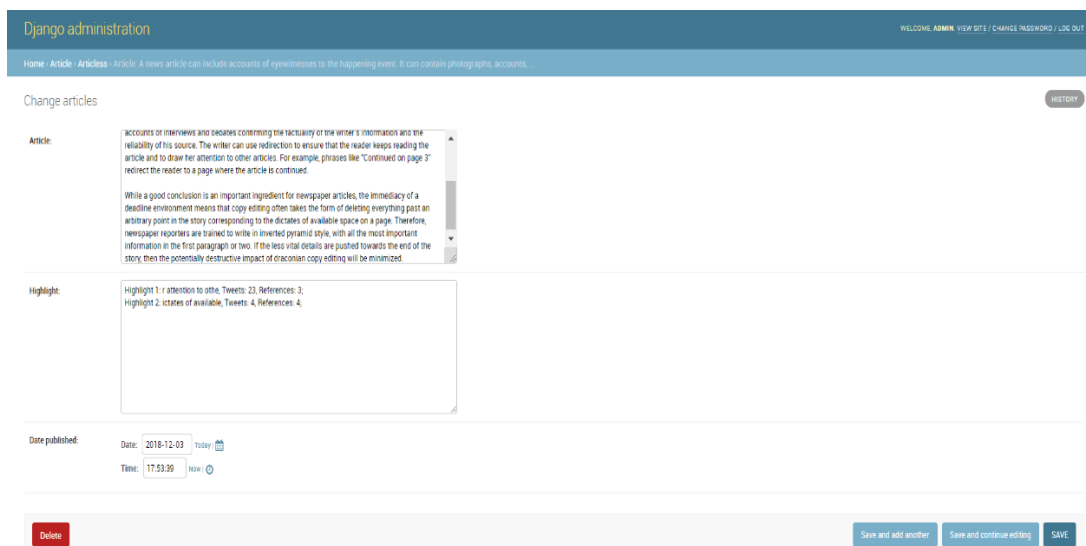 Django administration
WELCOME, ADMIN. VIEW SITE / CHANGE PASSWORD / LOG OUT
Home › Article › Articless › Article: A news article can include accounts of eyewitnesses to the happening event. It can contain photographs, accounts, ...
Change articles
HISTORY
Article:
accounts of interviews and debates confirming the factuality of the writer's information and the
reliability of his source. The writer can use redirection to ensure that the reader keeps reading the
article and to draw her attention to other articles. For example, phrases like "Continued on page 3"
redirect the reader to a page where the article is continued.
While a good conclusion is an important ingredient for newspaper articles, the immediacy of a
deadline environment means that copy editing often takes the form of deleting everything past an
arbitrary point in the story corresponding to the dictates of available space on a page. Therefore,
newspaper reporters are trained to write in inverted pyramid style, with all the most important
information in the first paragraph or two. If the less vital details are pushed towards the end of the
story, then the potentially destructive impact of draconian copy editing will be minimized.
Highlight:
Highlight 1: r attention to othe, Tweets: 23, References: 3;
Highlight 2: ictates of available, Tweets: 4, References: 4;
Date published:
Date: 2018-12-03 Today |
Time: 17:53:39 Now |
Delete
Save and add another
Save and continue editing
SAVE